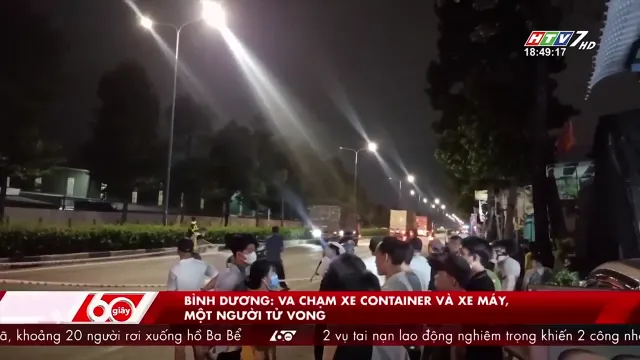 HTV7 HD
18:49:17
60 giây
BÌNH DƯƠNG: VA CHẠM XE CONTAINER VÀ XE MÁY,
MỘT NGƯỜI TỬ VONG
ã, khoảng 20 người rơi xuống hồ Ba Bể 2 vụ tai nạn lao động nghiêm trọng khiến 2 công nhâ